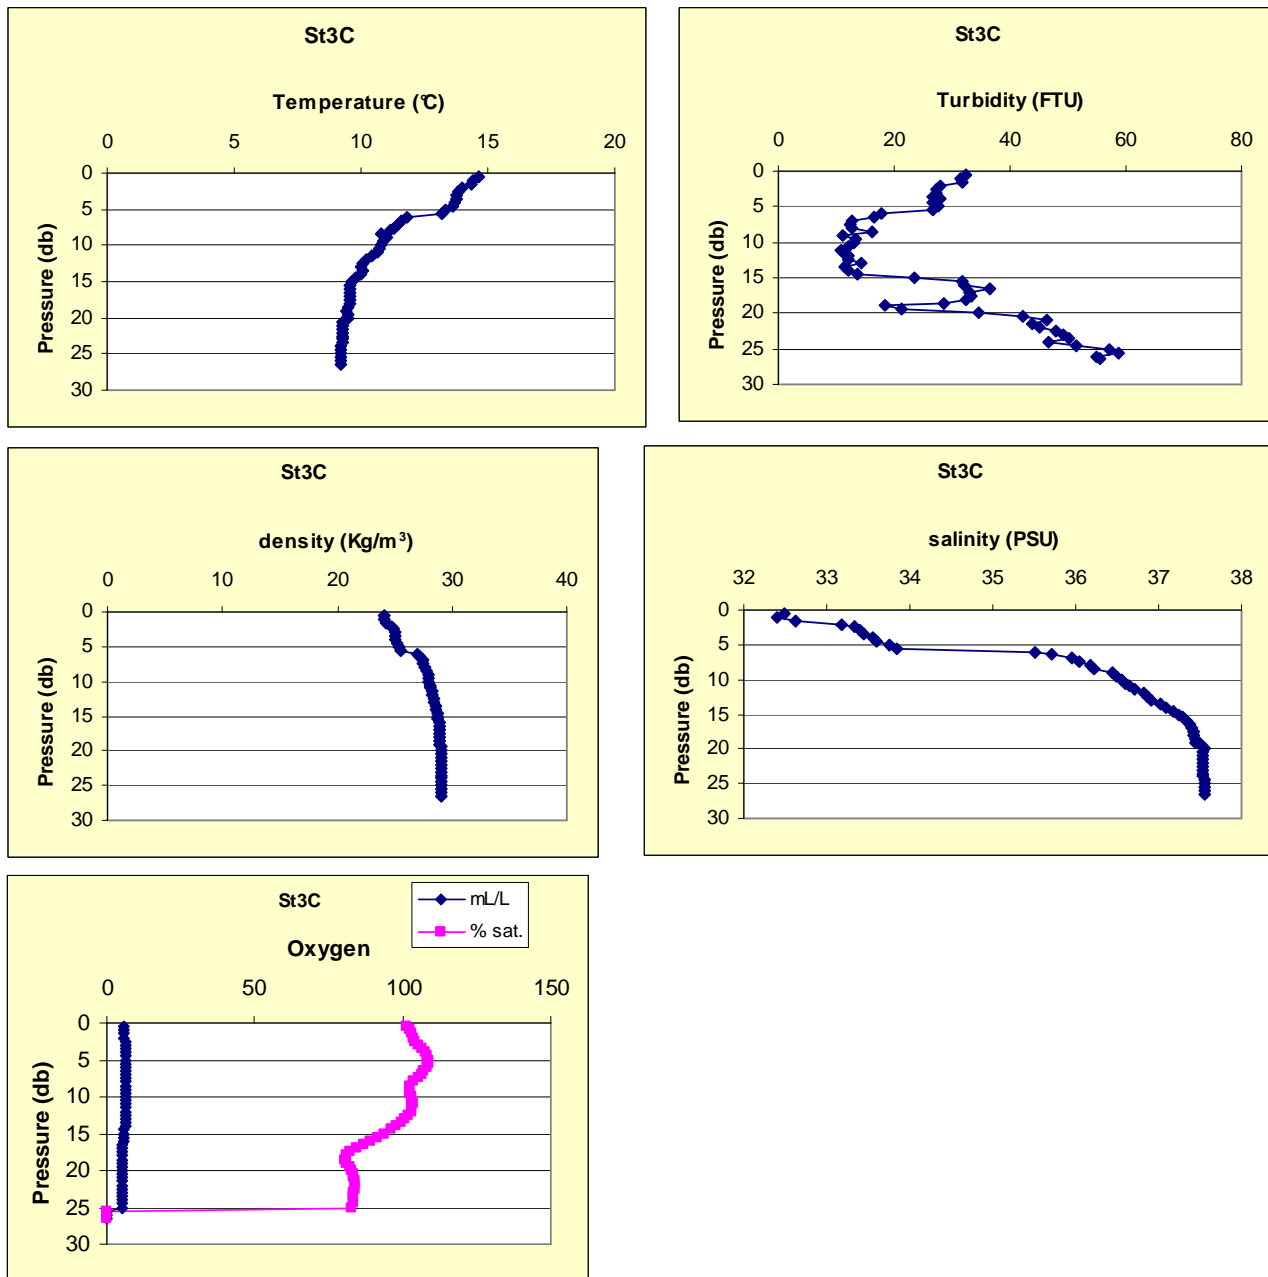 St3C
Temperature (°C)
0 5 10 15 20
0
5
10
15
20
25
30
Pressure (db)
St3C
Turbidity (FTU)
0 20 40 60 80
0
5
10
15
20
25
30
Pressure (db)
St3C
density (Kg/m³)
0 10 20 30 40
0
5
10
15
20
25
30
Pressure (db)
St3C
salinity (PSU)
32 33 34 35 36 37 38
0
5
10
15
20
25
30
Pressure (db)
St3C
mL/L
% sat.
Oxygen
0 50 100 150
0
5
10
15
20
25
30
Pressure (db)